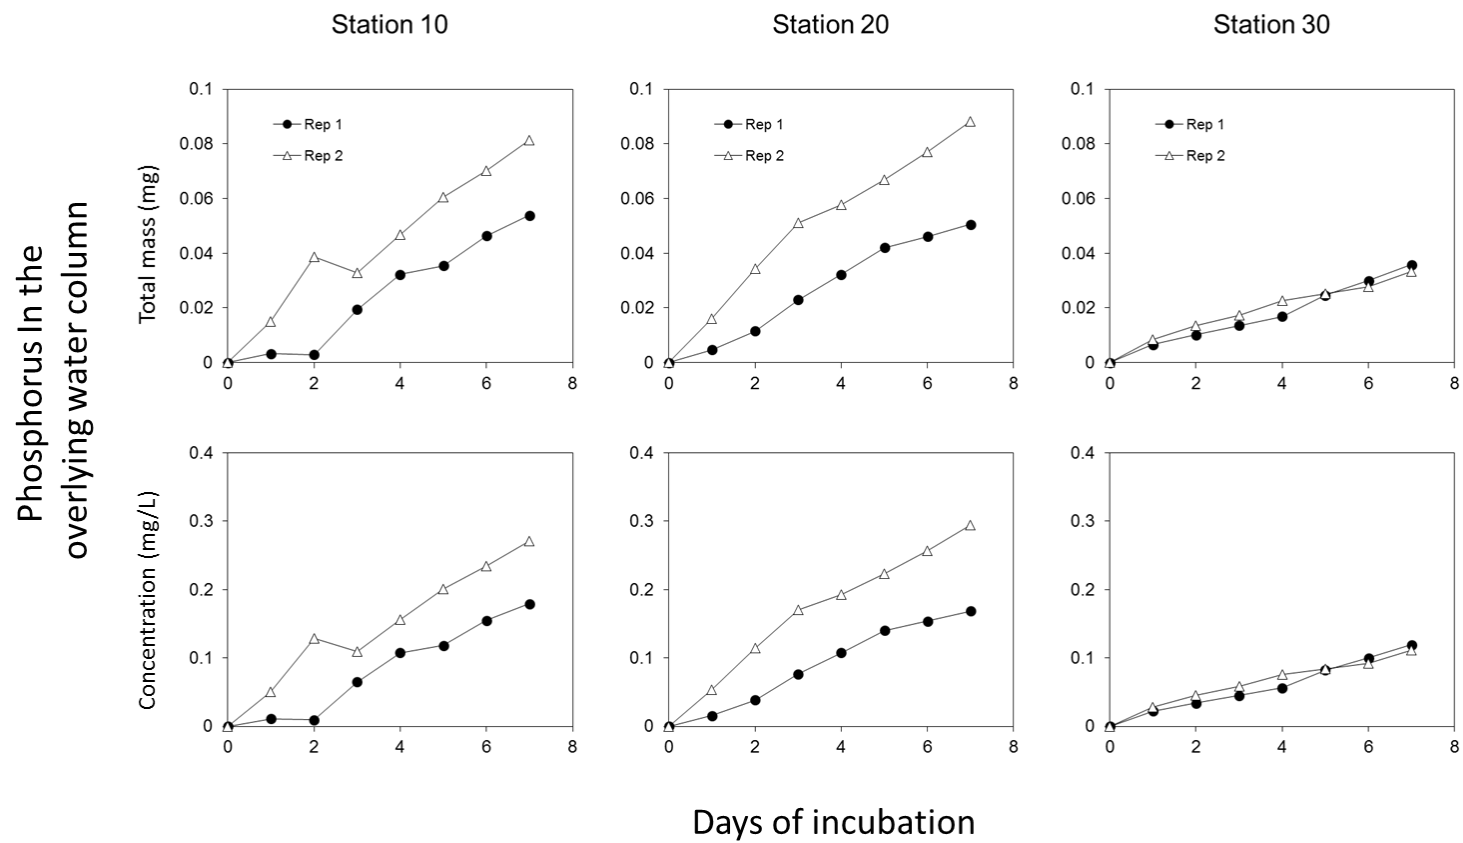 Station 10
Station 20
Station 30
Phosphorus In the
overlying water column
Total mass (mg)
0.1
0.08
0.06
0.04
0.02
0
0 2 4 6 8
Rep 1
Rep 2
0.1
0.08
0.06
0.04
0.02
0
0 2 4 6 8
Rep 1
Rep 2
0.1
0.08
0.06
0.04
0.02
0
0 2 4 6 8
Rep 1
Rep 2
Concentration (mg/L)
0.4
0.3
0.2
0.1
0
0 2 4 6 8
0.4
0.3
0.2
0.1
0
0 2 4 6 8
0.4
0.3
0.2
0.1
0
0 2 4 6 8
Days of incubation